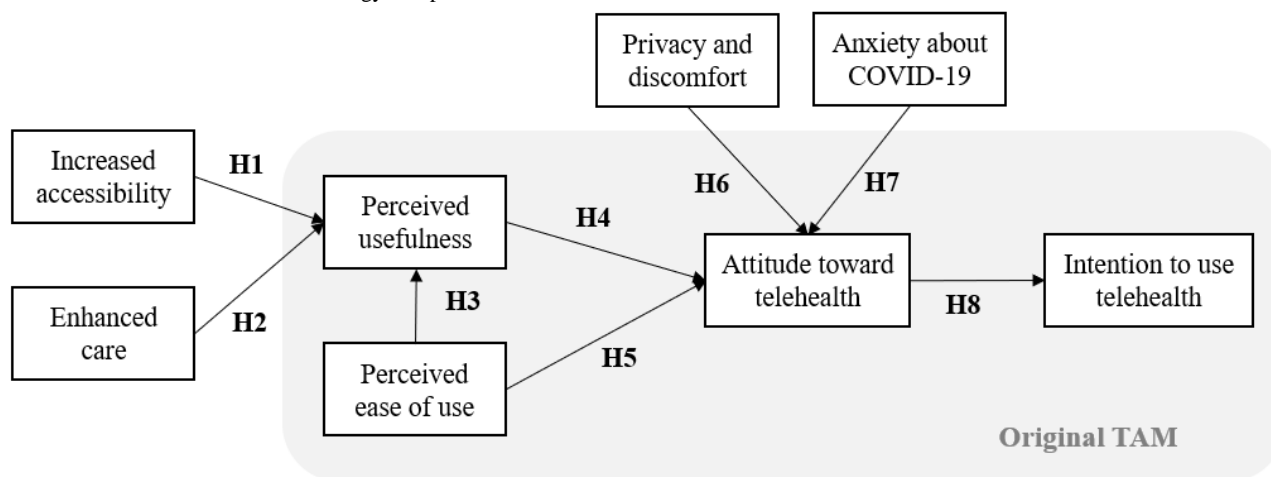 Privacy and
discomfort
Anxiety about
COVID-19
Increased
accessibility
H1
Enhanced
care
H2
Perceived
usefulness
H3
Perceived
ease of use
H4
H5
H6
H7
Attitude toward
telehealth
H8
Intention to use
telehealth
Original TAM